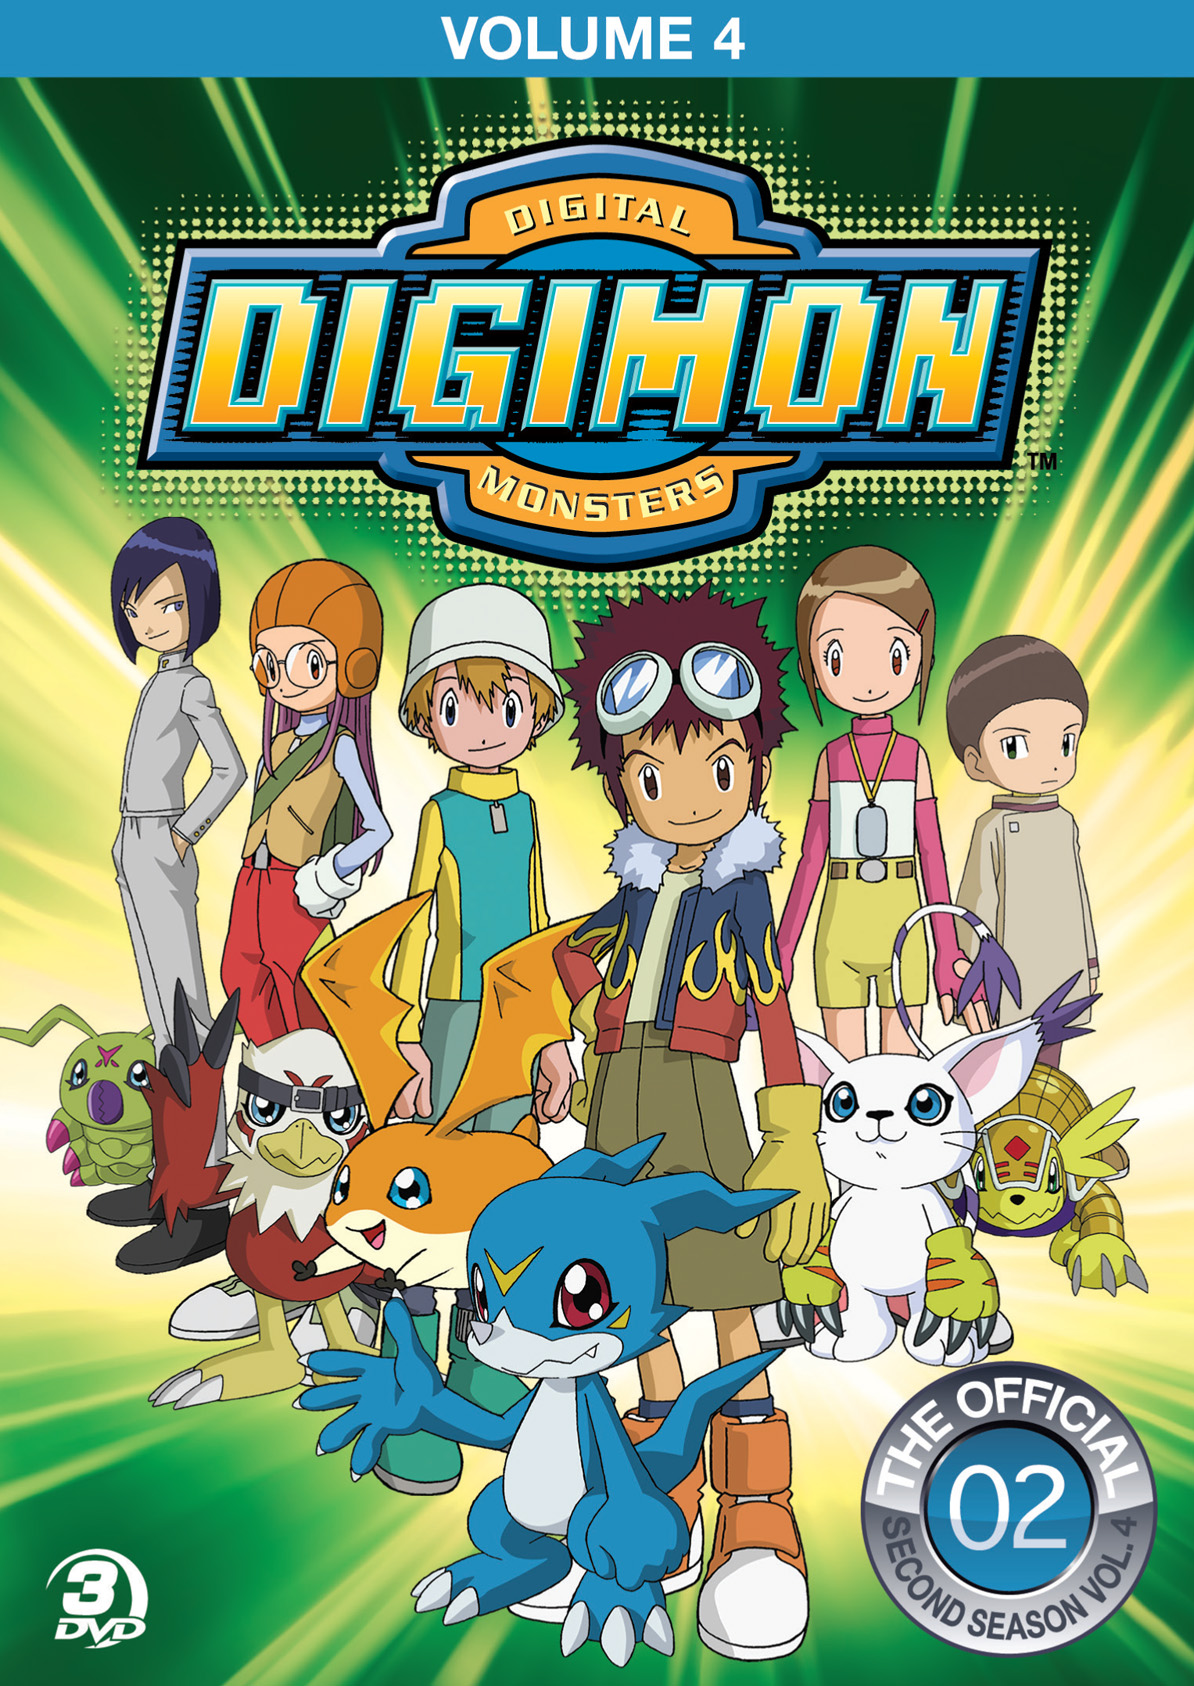 VOLUME 4
DIGITAL
DIGIMON
MONSTERS
TM
THE OFFICIAL
02
SECOND SEASON VOL. 4
3
DVD